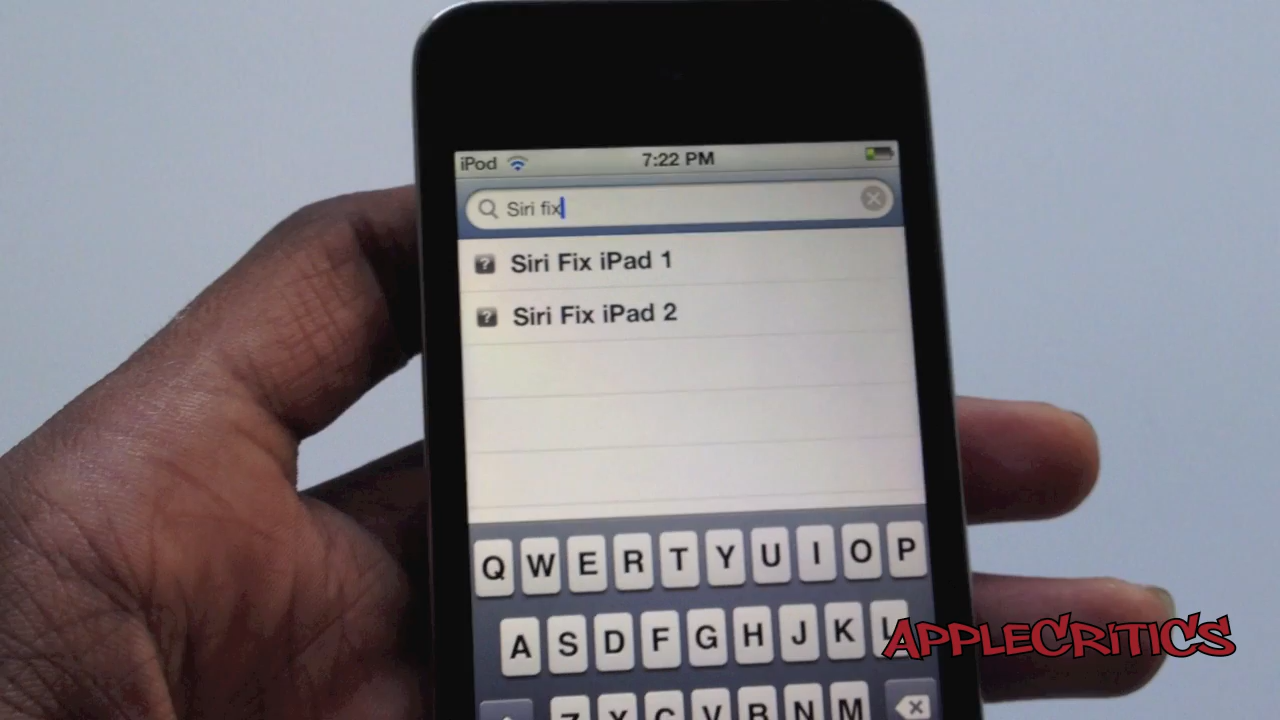 iPod 7:22 PM
Siri fix
? Siri Fix iPad 1
? Siri Fix iPad 2
Q W E R T Y U I O P
A S D F G H J K L
APPLECRITICS
Z X C V B N M